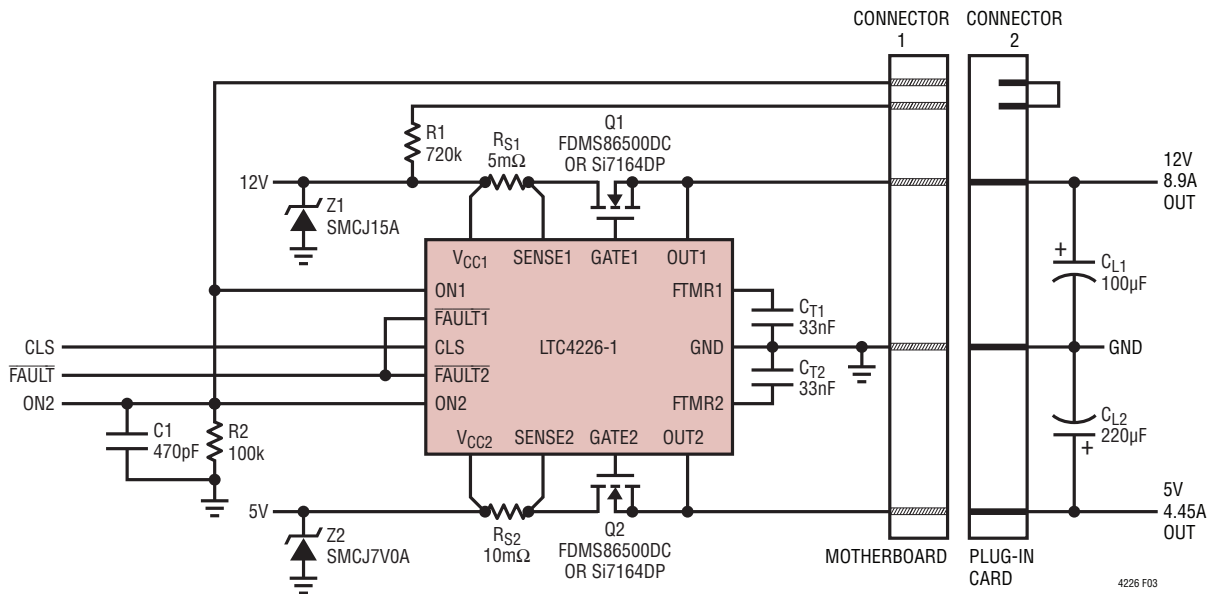 CONNECTOR
1
CONNECTOR
2
R1
720k
RS1
5mΩ
Q1
FDMS86500DC
OR Si7164DP
12V
Z1
SMCJ15A
12V
8.9A
OUT
VCC1
SENSE1
GATE1
OUT1
ON1
FAULT1
CLS
FAULT2
ON2
LTC4226-1
FTMR1
GND
FTMR2
CT1
33nF
CT2
33nF
CL1
100µF
+
GND
CLS
FAULT
ON2
C1
470pF
R2
100k
VCC2
SENSE2
GATE2
OUT2
CL2
220µF
+
5V
Z2
SMCJ7V0A
RS2
10mΩ
Q2
FDMS86500DC
OR Si7164DP
5V
4.45A
OUT
MOTHERBOARD
PLUG-IN
CARD
4226 F03